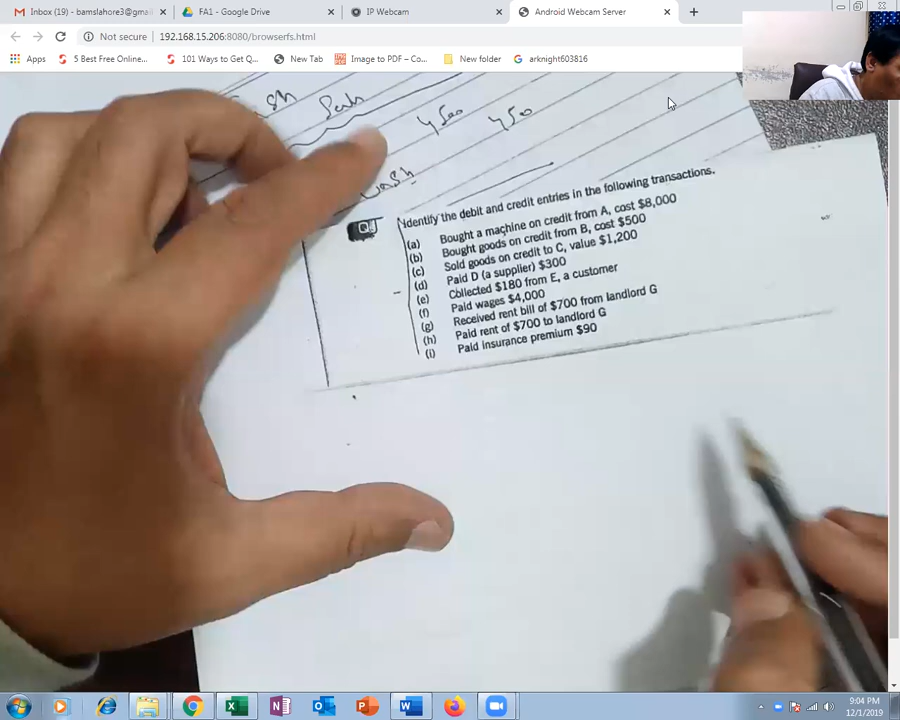 Inbox (19) - bamslahore3@gmai
FA1 - Google Drive
IP Webcam
Android Webcam Server
Not secure | 192.168.15.206:8080/browserfs.html
Apps
5 Best Free Online...
101 Ways to Get Q...
New Tab
Image to PDF – Co...
New folder
arknight603816
4500 450
Cash
Q
Identify the debit and credit entries in the following transactions.
(a) Bought a machine on credit from A, cost $8,000
(b) Bought goods on credit from B, cost $500
(c) Sold goods on credit to C, value $1,200
(d) Paid D (a supplier) $300
(e) Collected $180 from E, a customer
(f) Paid wages $4,000
(g) Received rent bill of $700 from landlord G
(h) Paid rent of $700 to landlord G
(i) Paid insurance premium $90
9:04 PM
12/1/2019